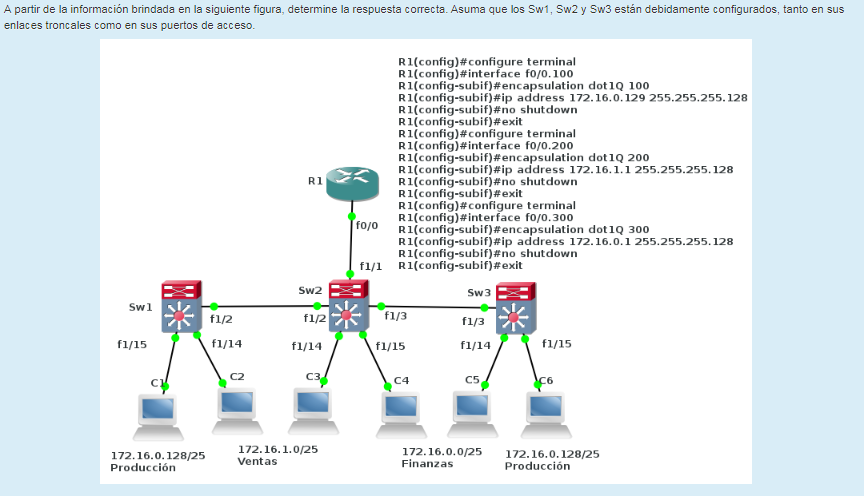 A partir de la información brindada en la siguiente figura, determine la respuesta correcta. Asuma que los Sw1, Sw2 y Sw3 están debidamente configurados, tanto en sus
enlaces troncales como en sus puertos de acceso.
R1(config)#configure terminal
R1(config)#interface f0/0.100
R1(config-subif)#encapsulation dot1Q 100
R1(config-subif)#ip address 172.16.0.129 255.255.255.128
R1(config-subif)#no shutdown
R1(config-subif)#exit
R1(config)#configure terminal
R1(config)#interface f0/0.200
R1(config-subif)#encapsulation dot1Q 200
R1(config-subif)#ip address 172.16.1.1 255.255.255.128
R1(config-subif)#no shutdown
R1(config-subif)#exit
R1(config)#configure terminal
R1(config)#interface f0/0.300
R1(config-subif)#encapsulation dot1Q 300
R1(config-subif)#ip address 172.16.0.1 255.255.255.128
R1(config-subif)#no shutdown
R1(config-subif)#exit
R1
f0/0
f1/1
Sw1
Sw2
Sw3
f1/2
f1/2
f1/3
f1/3
f1/15
f1/14
f1/14
f1/15
f1/14
f1/15
C1
C2
C3
C4
C5
C6
172.16.0.128/25
Producción
172.16.1.0/25
Ventas
172.16.0.0/25
Finanzas
172.16.0.128/25
Producción